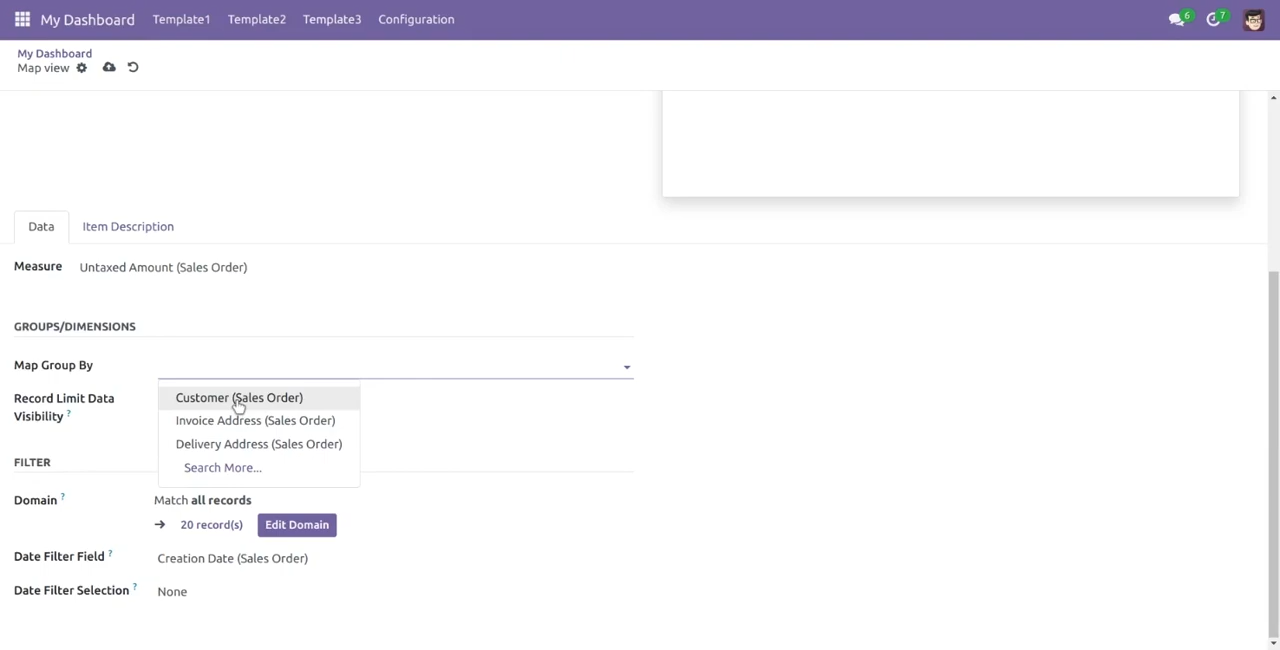 My Dashboard Template1 Template2 Template3 Configuration 6 7
My Dashboard
Map view
Data Item Description
Measure Untaxed Amount (Sales Order)
GROUPS/DIMENSIONS
Map Group By
Customer (Sales Order)
Record Limit Data
Visibility ?
Invoice Address (Sales Order)
Delivery Address (Sales Order)
Search More...
FILTER
Domain ? Match all records
→ 20 record(s) Edit Domain
Date Filter Field ? Creation Date (Sales Order)
Date Filter Selection ? None